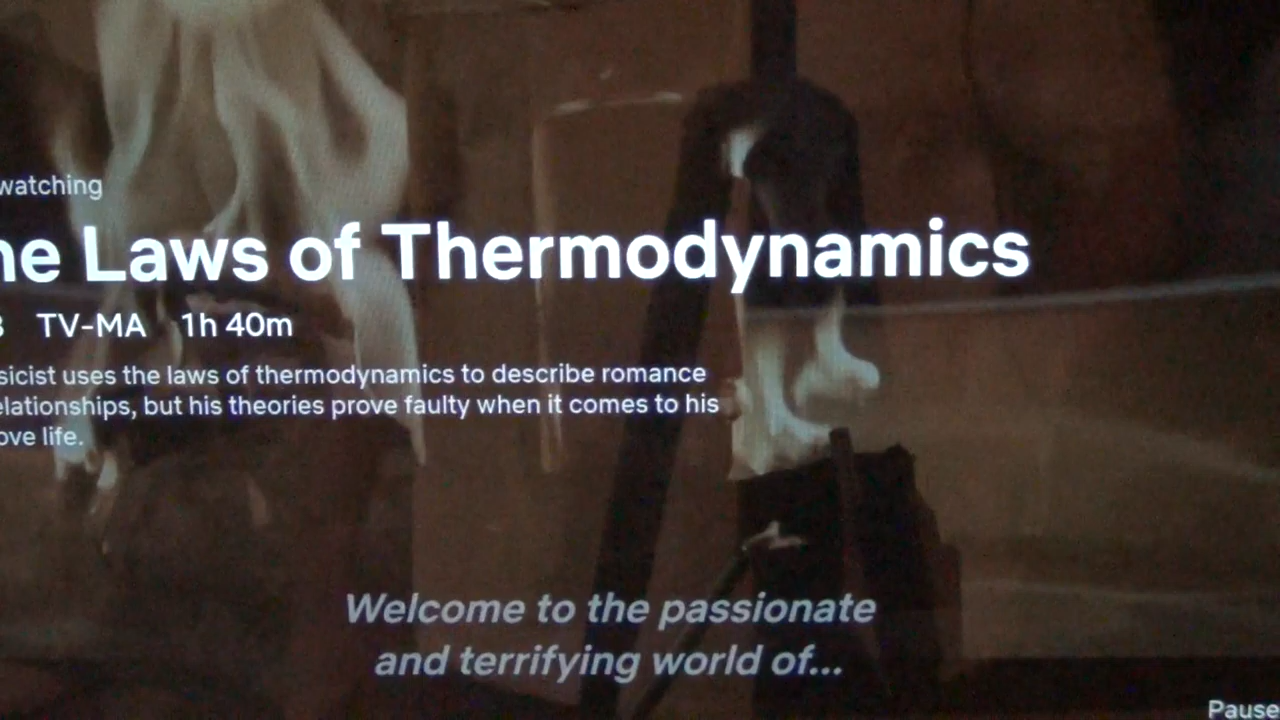 watching
he Laws of Thermodynamics
8 TV-MA 1h 40m
sicist uses the laws of thermodynamics to describe romance
elationships, but his theories prove faulty when it comes to his
ove life.
Welcome to the passionate
and terrifying world of...
Pause